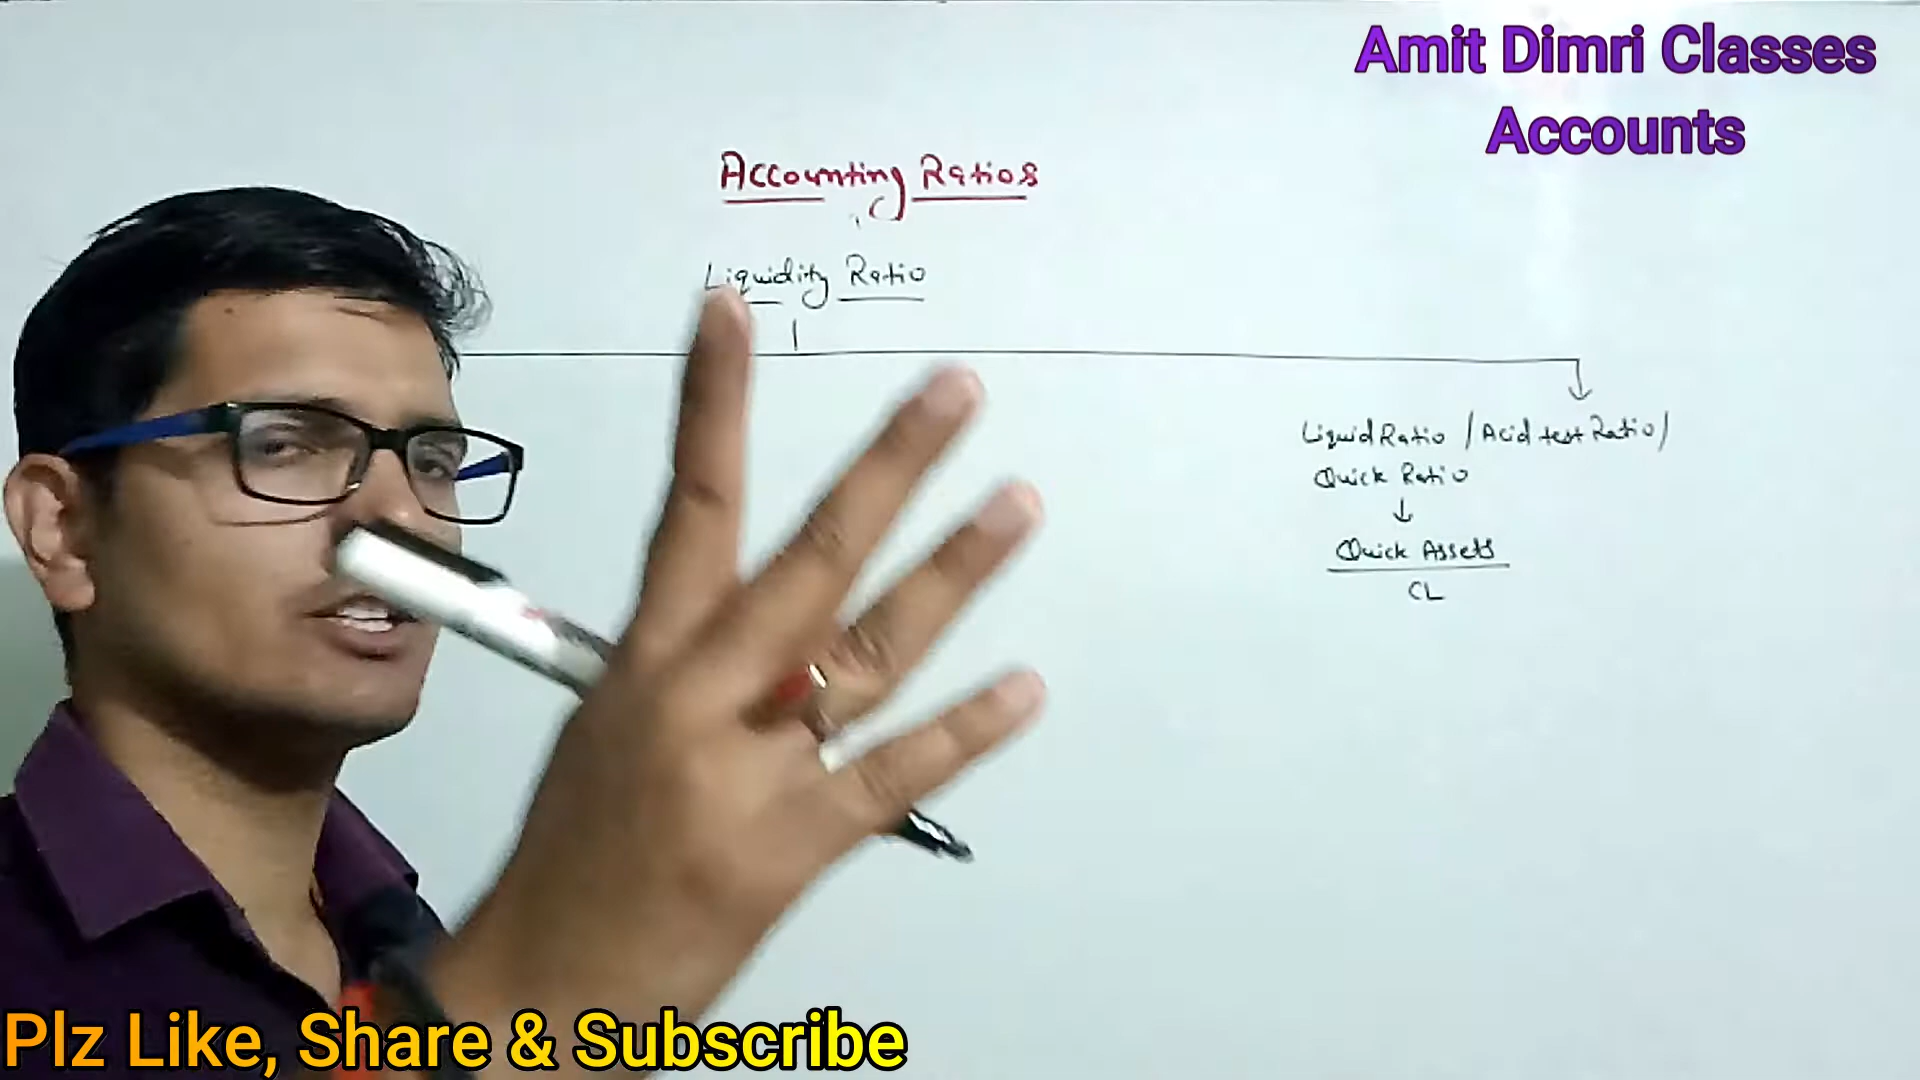 Amit Dimri Classes
Accounts
Accounting Ratios
Liquidity Ratio
Liquid Ratio / Acid test Ratio /
Quick Ratio
Quick Assets
CL
Plz Like, Share & Subscribe